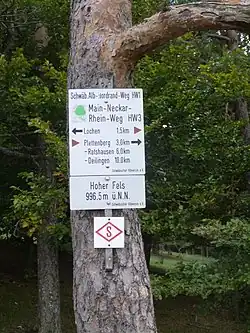 Schwäb. Alb-Nordrand-Weg HW1
Main-Neckar-
Rhein-Weg HW3
Lochen 1,5km
Plettenberg 3,0km
- Ratshausen 6,0km
- Deilingen 10,0km
Hoher Fels
996,5m ü.N.N.
S